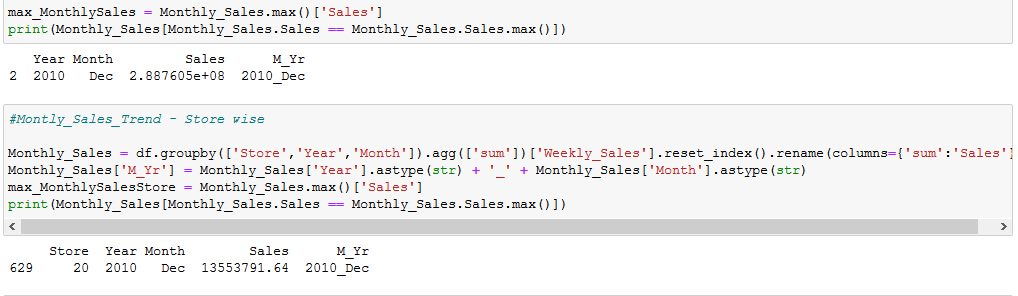 max_MonthlySales = Monthly_Sales.max()['Sales']
print(Monthly_Sales[Monthly_Sales.Sales == Monthly_Sales.Sales.max()])
Year Month Sales M_Yr
2 2010 Dec 2.887605e+08 2010_Dec
#Montly_Sales_Trend - Store wise
Monthly_Sales = df.groupby(['Store','Year','Month']).agg(['sum'])['Weekly_Sales'].reset_index().rename(columns={'sum':'Sales'}
Monthly_Sales['M_Yr'] = Monthly_Sales['Year'].astype(str) + '_' + Monthly_Sales['Month'].astype(str)
max_MonthlySalesStore = Monthly_Sales.max()['Sales']
print(Monthly_Sales[Monthly_Sales.Sales == Monthly_Sales.Sales.max()])
Store Year Month Sales M_Yr
629 20 2010 Dec 13553791.64 2010_Dec